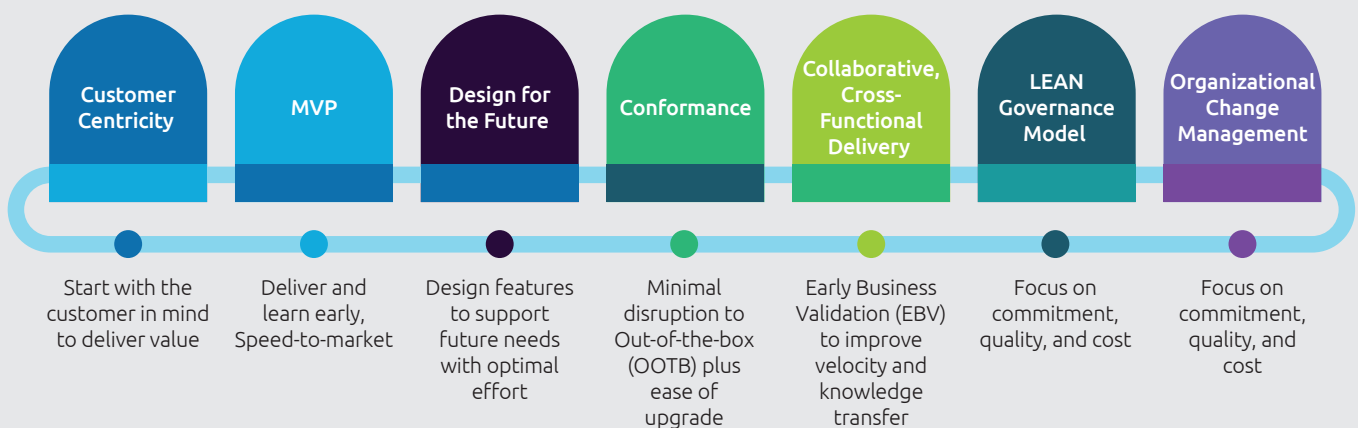 Customer
Centricity
MVP
Design for
the Future
Conformance
Collaborative,
Cross-
Functional
Delivery
LEAN
Governance
Model
Organizational
Change
Management
Start with the
customer in mind
to deliver value
Deliver and
learn early,
Speed-to-market
Design features
to support
future needs
with optimal
effort
Minimal
disruption to
Out-of-the-box
(OOTB) plus
ease of
upgrade
Early Business
Validation (EBV)
to improve
velocity and
knowledge
transfer
Focus on
commitment,
quality, and cost
Focus on
commitment,
quality, and
cost